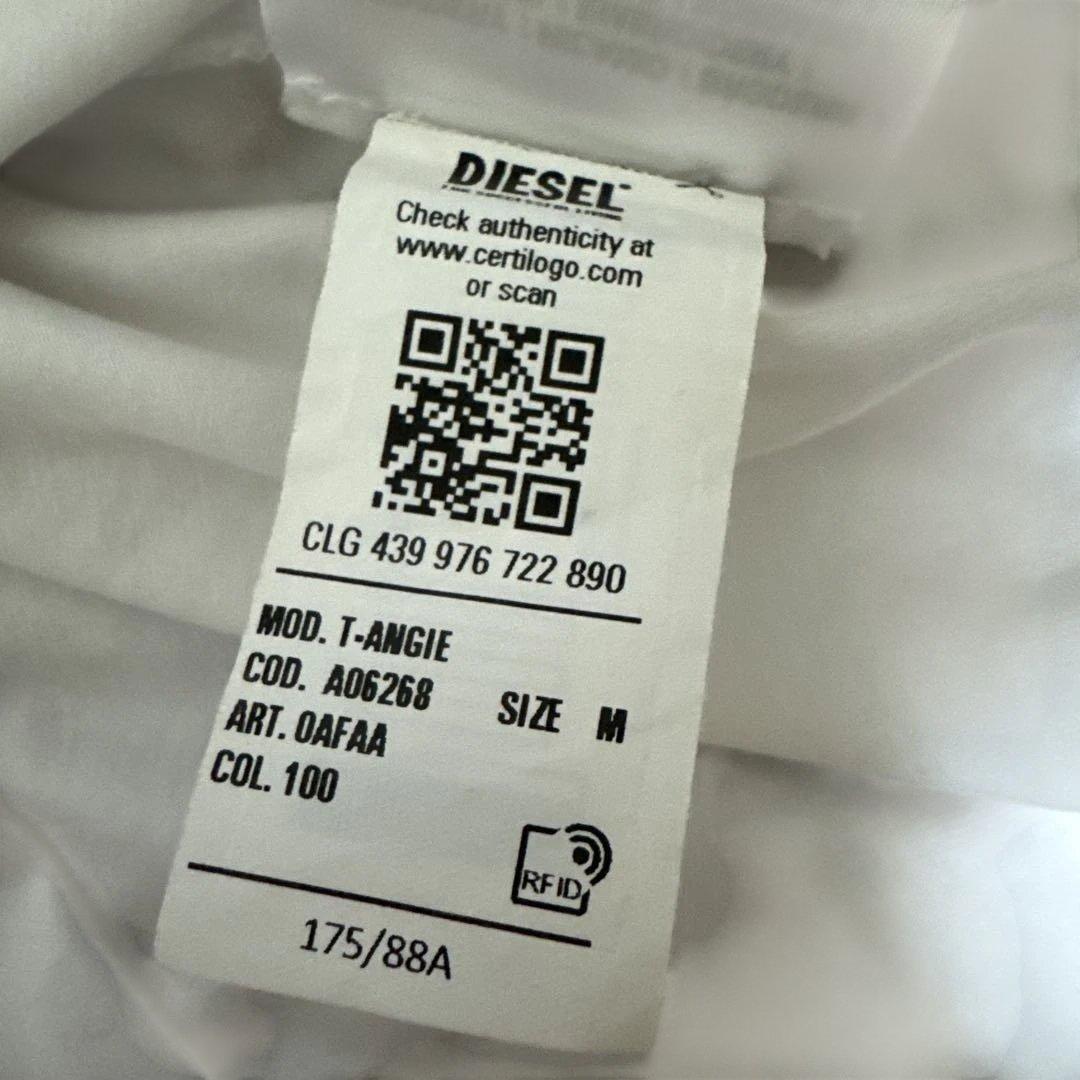 DIESEL
Check authenticity at
www.certilogo.com
or scan
CLG 439 976 722 890
MOD. T-ANGIE
COD. A06268
SIZE M
ART. 0AFAA
COL. 100
RFID
175/88A